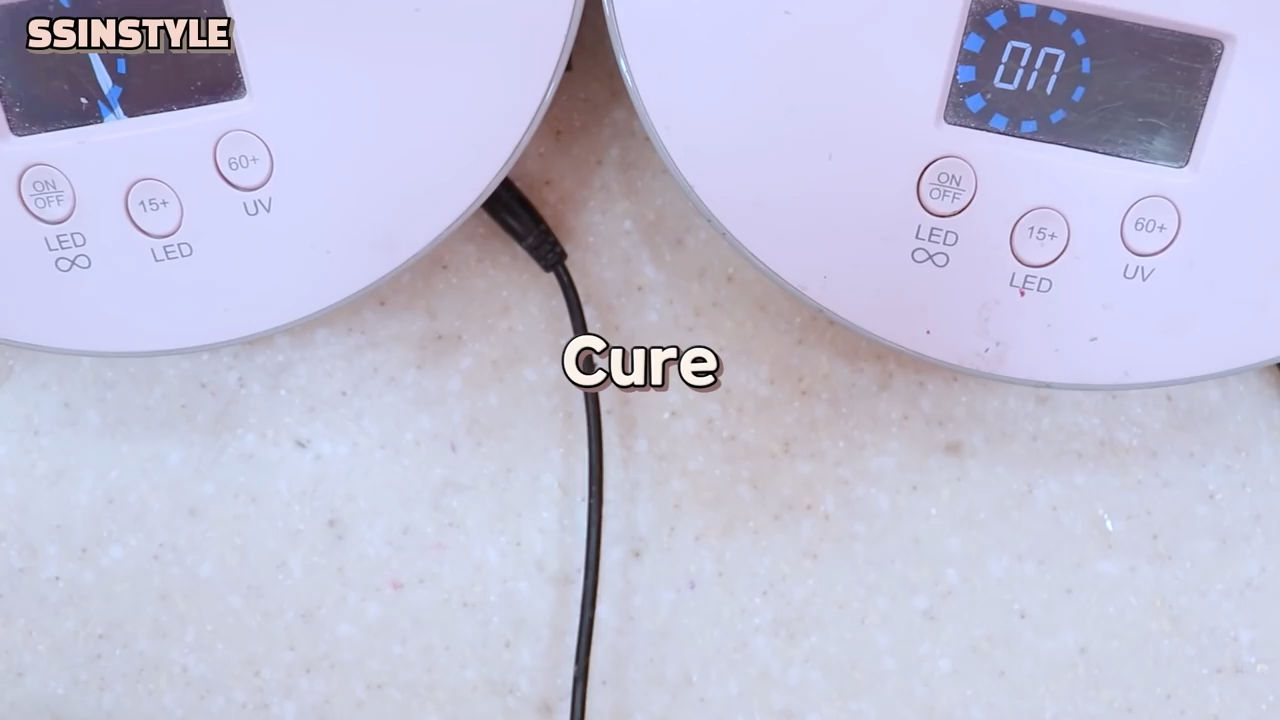 SSINSTYLE
ON
OFF
LED
∞
15+
LED
60+
UV
on
ON
OFF
LED
∞
15+
LED
60+
UV
Cure